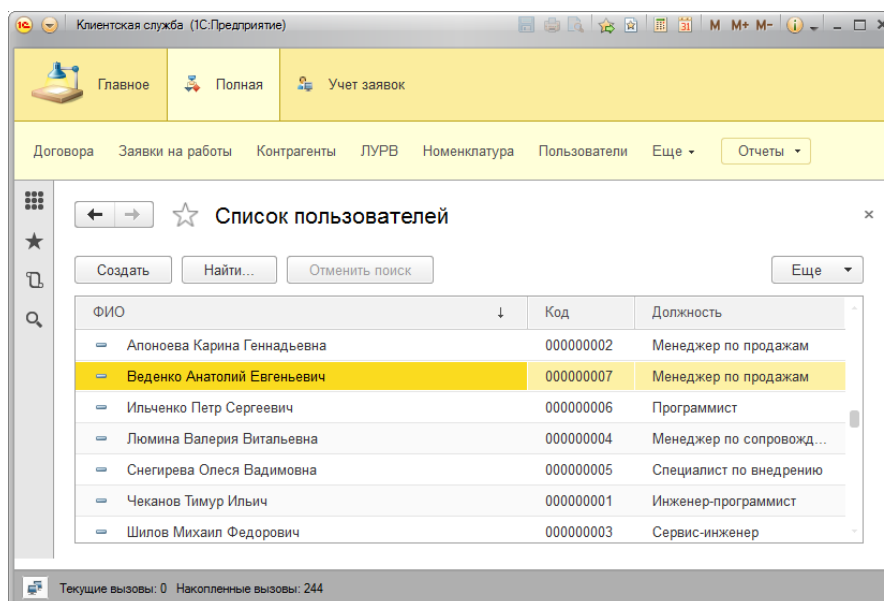 Клиентская служба (1С:Предприятие) 31 M M+ M-
Главное Полная Учет заявок
Договора Заявки на работы Контрагенты ЛУРВ Номенклатура Пользователи Еще Отчеты
Список пользователей
Создать Найти... Отменить поиск Еще
ФИО Код Должность
Апоноева Карина Геннадьевна 000000002 Менеджер по продажам
Веденко Анатолий Евгеньевич 000000007 Менеджер по продажам
Ильченко Петр Сергеевич 000000006 Программист
Люмина Валерия Витальевна 000000004 Менеджер по сопровожд...
Снегирева Олеся Вадимовна 000000005 Специалист по внедрению
Чеканов Тимур Ильич 000000001 Инженер-программист
Шилов Михаил Федорович 000000003 Сервис-инженер
Текущие вызовы: 0 Накопленные вызовы: 244